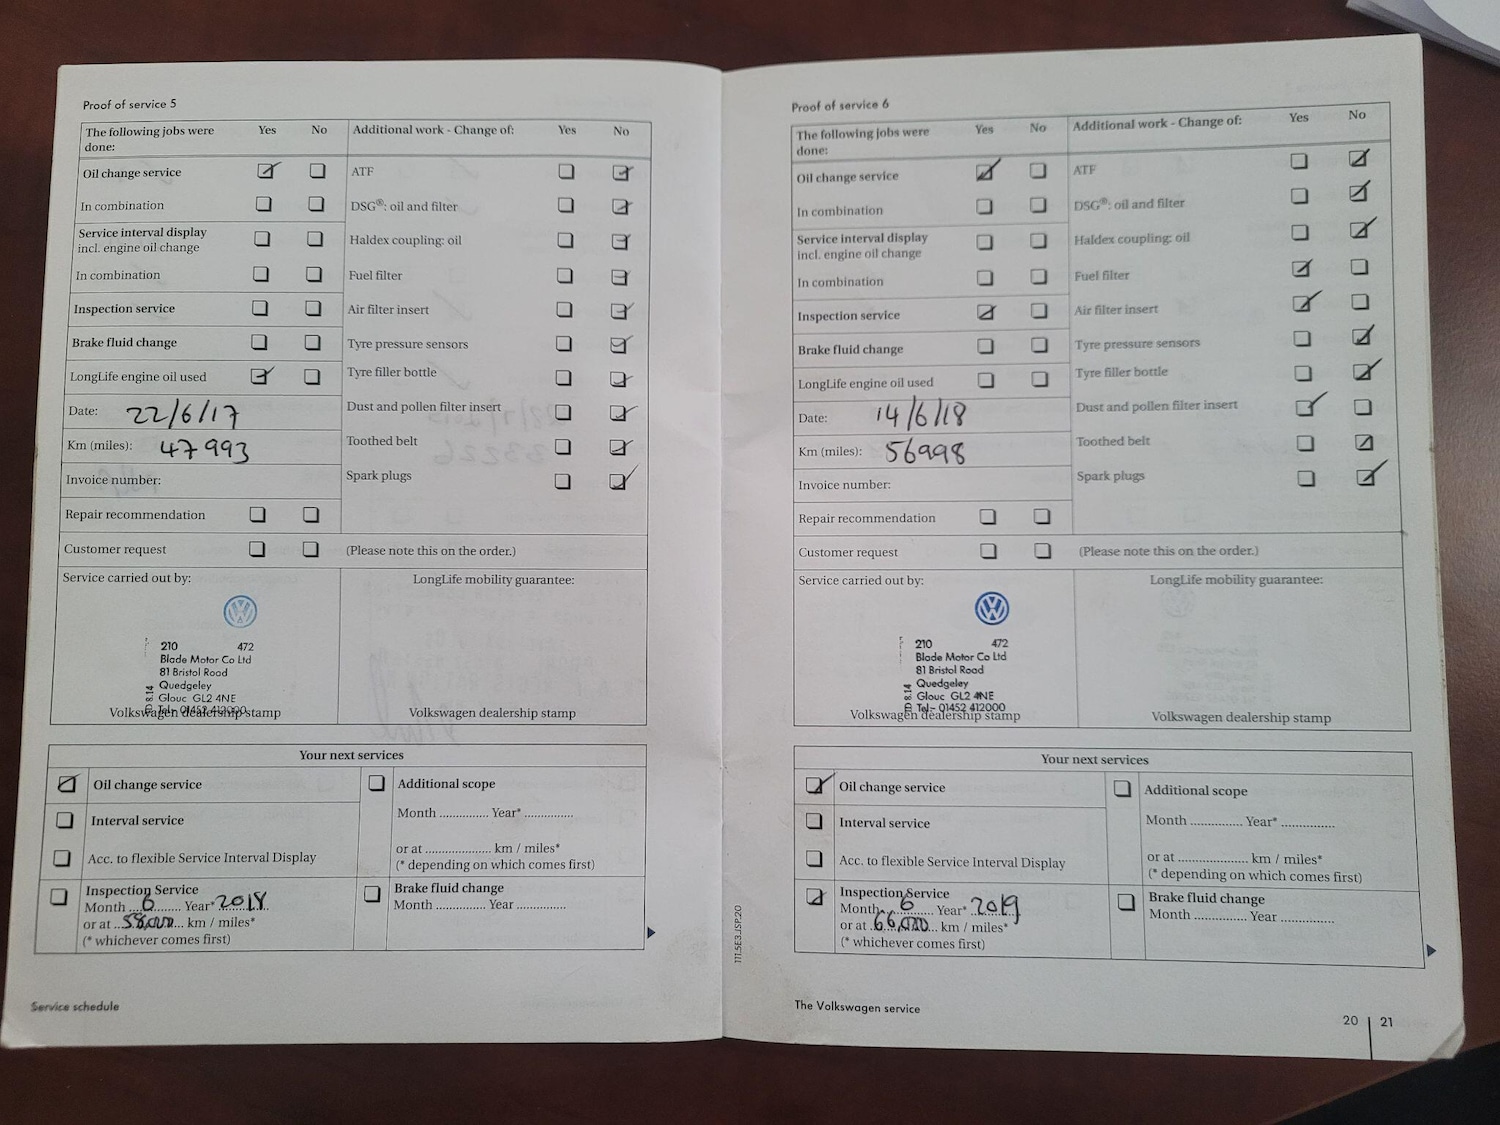 Proof of service 5
The following jobs were done: Yes No Additional work - Change of: Yes No
Oil change service ATF
In combination DSG®: oil and filter
Service interval display
incl. engine oil change Haldex coupling: oil
In combination Fuel filter
Inspection service Air filter insert
Brake fluid change Tyre pressure sensors
LongLife engine oil used Tyre filler bottle
Date: 22/6/17 Dust and pollen filter insert
Km (miles): 47993 Toothed belt
Invoice number: Spark plugs
Repair recommendation
Customer request (Please note this on the order.)
Service carried out by: LongLife mobility guarantee:
210 472
Blade Motor Co Ltd
81 Bristol Road
Quedgeley
Glouc GL2 4NE
Tel:- 01452 412000
8.14
Volkswagen dealership stamp Volkswagen dealership stamp
Your next services
Oil change service Additional scope
Interval service Month ............... Year* ..............
Acc. to flexible Service Interval Display or at .................... km / miles*
(* depending on which comes first)
Inspection Service Brake fluid change
Month 6 Year* 2018 Month ............... Year ...............
or at 58,000 km / miles*
(* whichever comes first)
Service schedule
Proof of service 6
The following jobs were done: Yes No Additional work - Change of: Yes No
Oil change service ATF
In combination DSG®: oil and filter
Service interval display
incl. engine oil change Haldex coupling: oil
In combination Fuel filter
Inspection service Air filter insert
Brake fluid change Tyre pressure sensors
LongLife engine oil used Tyre filler bottle
Date: 14/6/18 Dust and pollen filter insert
Km (miles): 56998 Toothed belt
Invoice number: Spark plugs
Repair recommendation
Customer request (Please note this on the order.)
Service carried out by: LongLife mobility guarantee:
210 472
Blade Motor Co Ltd
81 Bristol Road
Quedgeley
Glouc GL2 4NE
Tel:- 01452 412000
8.14
Volkswagen dealership stamp Volkswagen dealership stamp
Your next services
Oil change service Additional scope
Interval service Month ............... Year* ...............
Acc. to flexible Service Interval Display or at .................... km / miles*
(* depending on which comes first)
Inspection Service Brake fluid change
Month 6 Year* 2019 Month ............... Year ...............
or at 66,000 km / miles*
(* whichever comes first)
111.5E3.JSP.20
The Volkswagen service
20 | 21